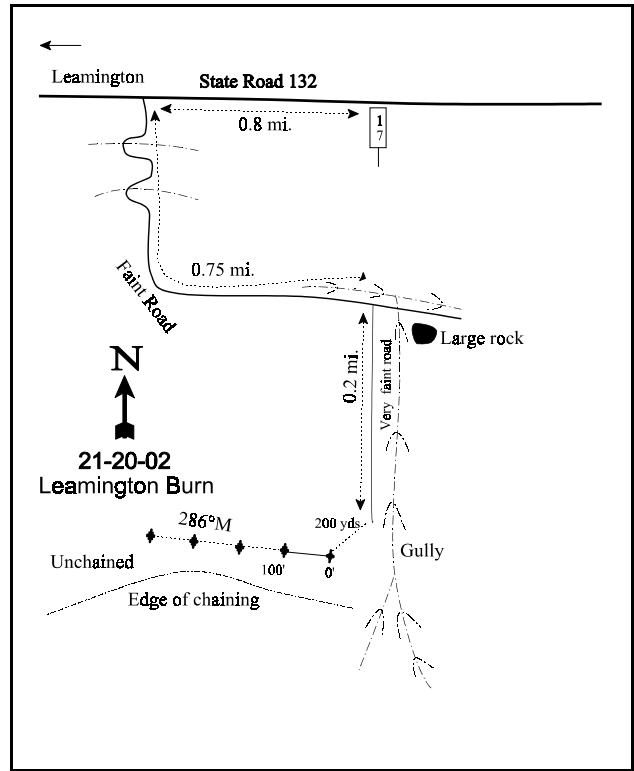 Leamington
State Road 132
0.8 mi.
1
7
0.75 mi.
Faint Road
Large rock
N
0.2 mi.
Very faint road
21-20-02
Leamington Burn
286°M
200 yds.
Unchained
100'
0'
Gully
Edge of chaining